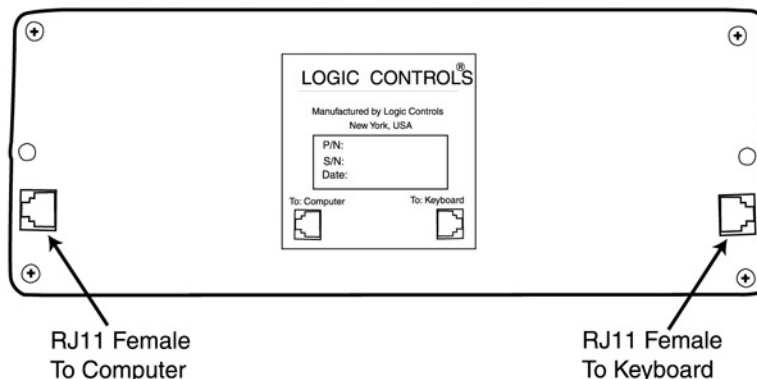 LOGIC CONTROLS®
Manufactured by Logic Controls
New York, USA
P/N:
S/N:
Date:
To: Computer To: Keyboard
RJ11 Female
To Computer
RJ11 Female
To Keyboard